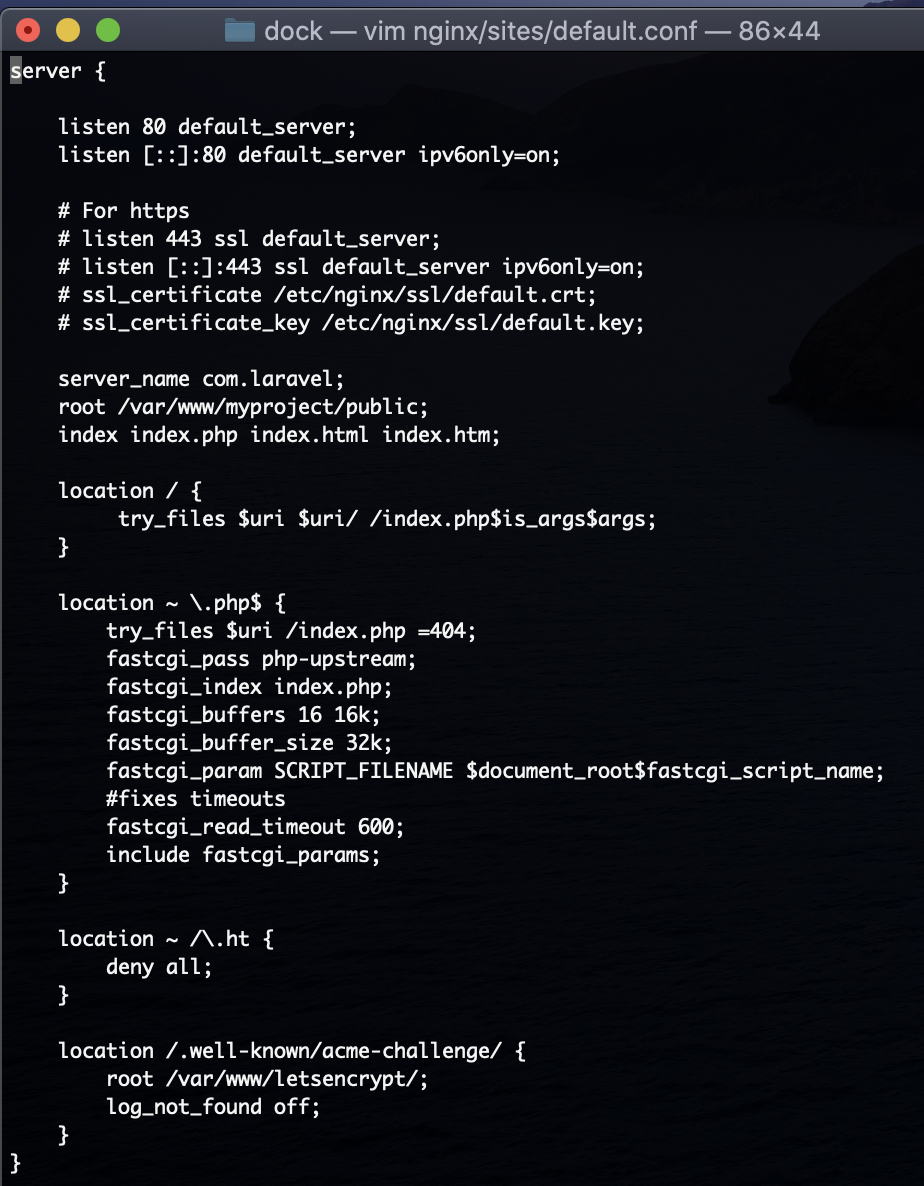 dock — vim nginx/sites/default.conf — 86×44
server {

    listen 80 default_server;
    listen [::]:80 default_server ipv6only=on;

    # For https
    # listen 443 ssl default_server;
    # listen [::]:443 ssl default_server ipv6only=on;
    # ssl_certificate /etc/nginx/ssl/default.crt;
    # ssl_certificate_key /etc/nginx/ssl/default.key;

    server_name com.laravel;
    root /var/www/myproject/public;
    index index.php index.html index.htm;

    location / {
         try_files $uri $uri/ /index.php$is_args$args;
    }

    location ~ \.php$ {
        try_files $uri /index.php =404;
        fastcgi_pass php-upstream;
        fastcgi_index index.php;
        fastcgi_buffers 16 16k;
        fastcgi_buffer_size 32k;
        fastcgi_param SCRIPT_FILENAME $document_root$fastcgi_script_name;
        #fixes timeouts
        fastcgi_read_timeout 600;
        include fastcgi_params;
    }

    location ~ /\.ht {
        deny all;
    }

    location /.well-known/acme-challenge/ {
        root /var/www/letsencrypt/;
        log_not_found off;
    }
}